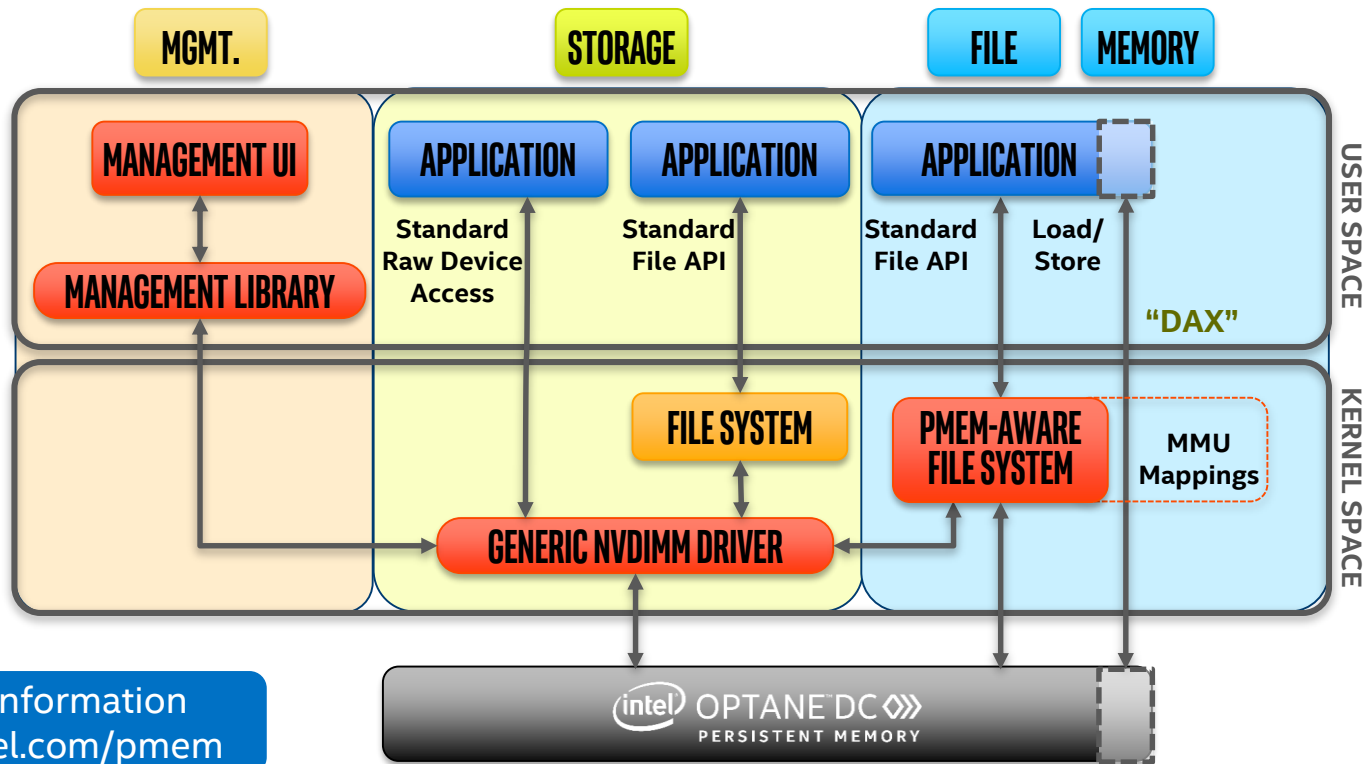 MGMT.
STORAGE
FILE
MEMORY
MANAGEMENT UI
APPLICATION
APPLICATION
APPLICATION
Standard
Raw Device
Access
Standard
File API
Standard
File API
Load/
Store
MANAGEMENT LIBRARY
“DAX”
USER SPACE
FILE SYSTEM
PMEM-AWARE
FILE SYSTEM
MMU
Mappings
KERNEL SPACE
GENERIC NVDIMM DRIVER
intel OPTANE™ DC
PERSISTENT MEMORY
nformation
el.com/pmem